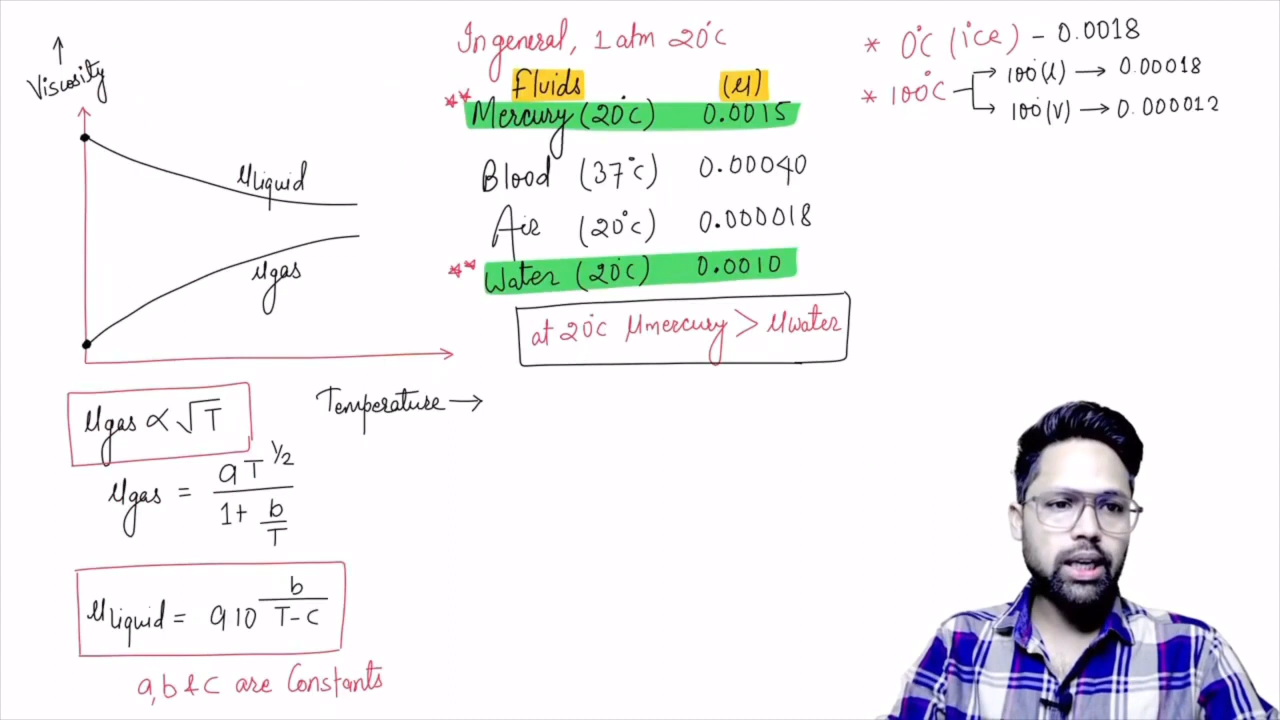 ↑
Viscosity
μliquid
μgas
Temperature →
μgas ∝ √T
μgas = aT^1/2 / 1+ b/T
μLiquid = a10^b/T-C
a,b & c are Constants
In general, 1 atm 20°C
Fluids (μ)
** Mercury (20°C) 0.0015
Blood (37°C) 0.00040
Air (20°C) 0.000018
** Water (20°C) 0.0010
at 20°C μmercury > μwater
* 0°C (ice) - 0.0018
* 100°C → 100°(l) → 0.00018
→ 100°(V) → 0.000012